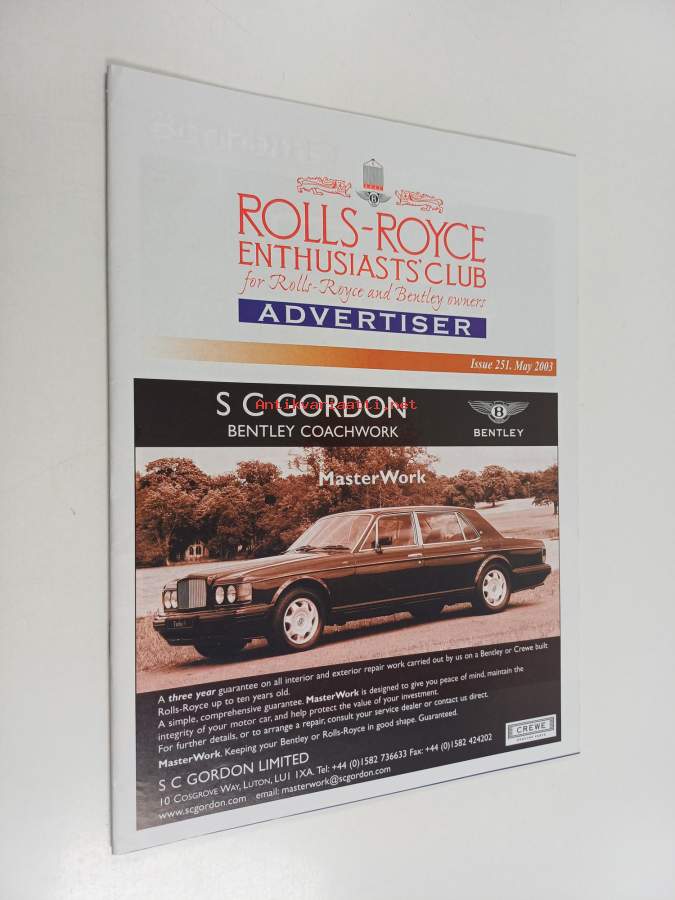 ROLLS-ROYCE
ENTHUSIASTS' CLUB
for Rolls-Royce and Bentley owners
ADVERTISER
Issue 251. May 2003
S C GORDON
BENTLEY COACHWORK
B
BENTLEY
Antikvariaatti.net
MasterWork
A three year guarantee on all interior and exterior repair work carried out by us on a Bentley or Crewe built
Rolls-Royce up to ten years old.
A simple, comprehensive guarantee. MasterWork is designed to give you peace of mind, maintain the
integrity of your motor car, and help protect the value of your investment.
For further details, or to arrange a repair, consult your service dealer or contact us direct.
MasterWork. Keeping your Bentley or Rolls-Royce in good shape. Guaranteed.
CREWE
GENUINE PARTS
S C GORDON LIMITED
10 COSGROVE WAY, LUTON, LU1 1XA. Tel: +44 (0)1582 736633 Fax: +44 (0)1582 424202
www.scgordon.com email: masterwork@scgordon.com